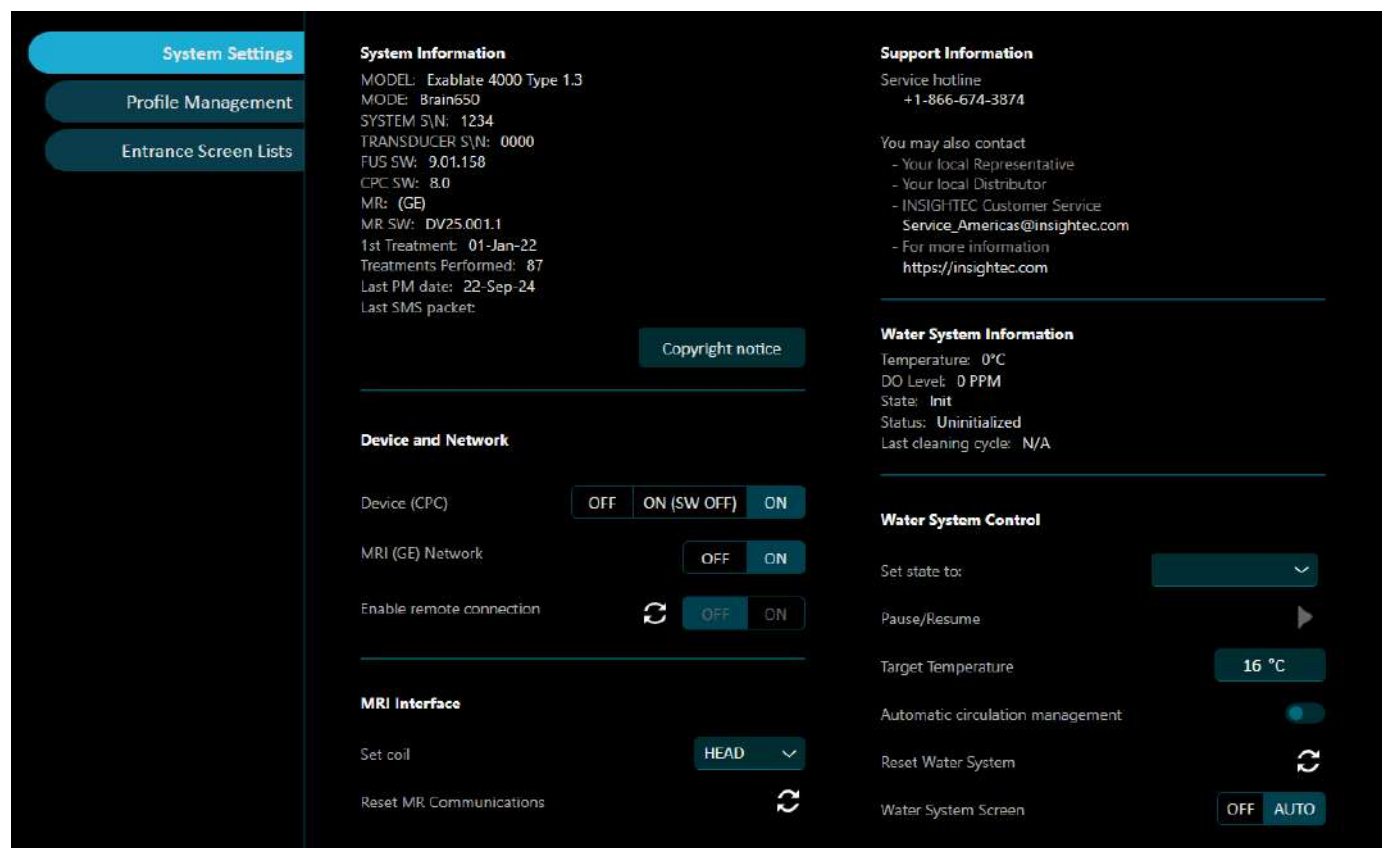 System Settings
Profile Management
Entrance Screen Lists
System Information
MODEL: Exablate 4000 Type 1.3
MODE: Brain650
SYSTEM S\N: 1234
TRANSDUCER S\N: 0000
FUS SW: 9.01.158
CPC SW: 8.0
MR: (GE)
MR SW: DV25.001.1
1st Treatment: 01-Jan-22
Treatments Performed: 87
Last PM date: 22-Sep-24
Last SMS packet:
Copyright notice
Device and Network
Device (CPC) OFF ON (SW OFF) ON
MRI (GE) Network OFF ON
Enable remote connection OFF ON
MRI Interface
Set coil HEAD
Reset MR Communications
Support Information
Service hotline
+1-866-674-3874
You may also contact
- Your local Representative
- Your local Distributor
- INSIGHTEC Customer Service
Service_Americas@insightec.com
- For more information
https://insightec.com
Water System Information
Temperature: 0°C
DO Level: 0 PPM
State: Init
Status: Uninitialized
Last cleaning cycle: N/A
Water System Control
Set state to:
Pause/Resume
Target Temperature 16 °C
Automatic circulation management
Reset Water System
Water System Screen OFF AUTO